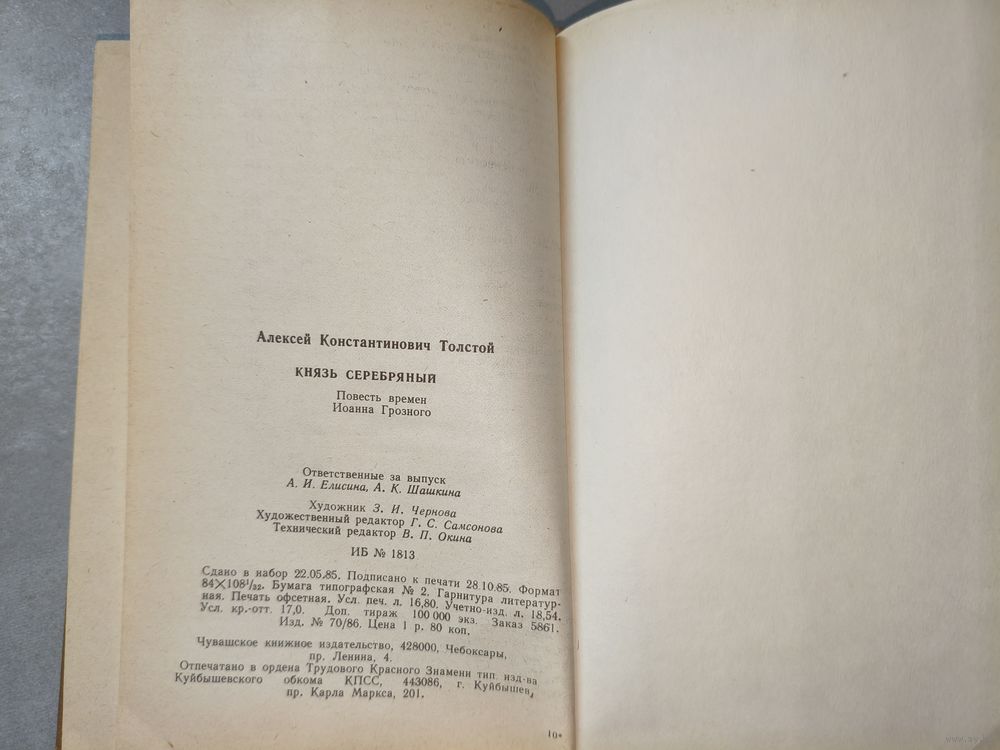 Алексей Константинович Толстой
КНЯЗЬ СЕРЕБРЯНЫЙ
Повесть времен
Иоанна Грозного
Ответственные за выпуск
А. И. Елисина, А. К. Шашкина
Художник З. И. Чернова
Художественный редактор Г. С. Самсонова
Технический редактор В. П. Окина
ИБ № 1813
Сдано в набор 22.05.85. Подписано к печати 28.10.85. Формат
84×108¹/₃₂. Бумага типографская № 2. Гарнитура литератур-
ная. Печать офсетная. Усл. печ. л. 16,80. Учетно-изд. л. 18,54.
Усл. кр.-отт. 17,0. Доп. тираж 100 000 экз. Заказ 5861.
Изд. № 70/86. Цена 1 р. 80 коп.
Чувашское книжное издательство, 428000, Чебоксары,
пр. Ленина, 4.
Отпечатано в ордена Трудового Красного Знамени тип. изд-ва
Куйбышевского обкома КПСС, 443086, г. Куйбышев,
пр. Карла Маркса, 201.
10*